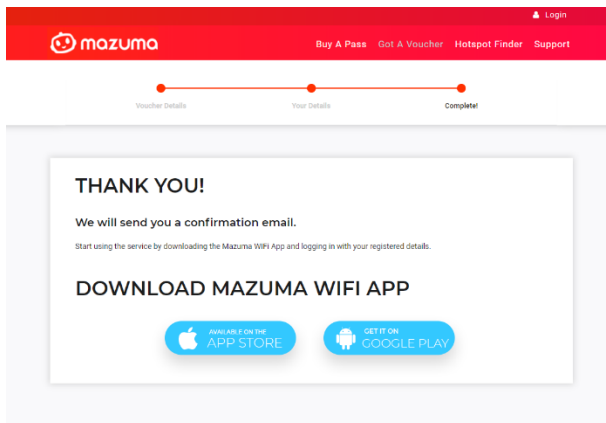 Login
mazuma
Buy A Pass Got A Voucher Hotspot Finder Support
Voucher Details Your Details Complete!
THANK YOU!
We will send you a confirmation email.
Start using the service by downloading the Mazuma WiFi App and logging in with your registered details.
DOWNLOAD MAZUMA WIFI APP
AVAILABLE ON THE
APP STORE
GET IT ON
GOOGLE PLAY